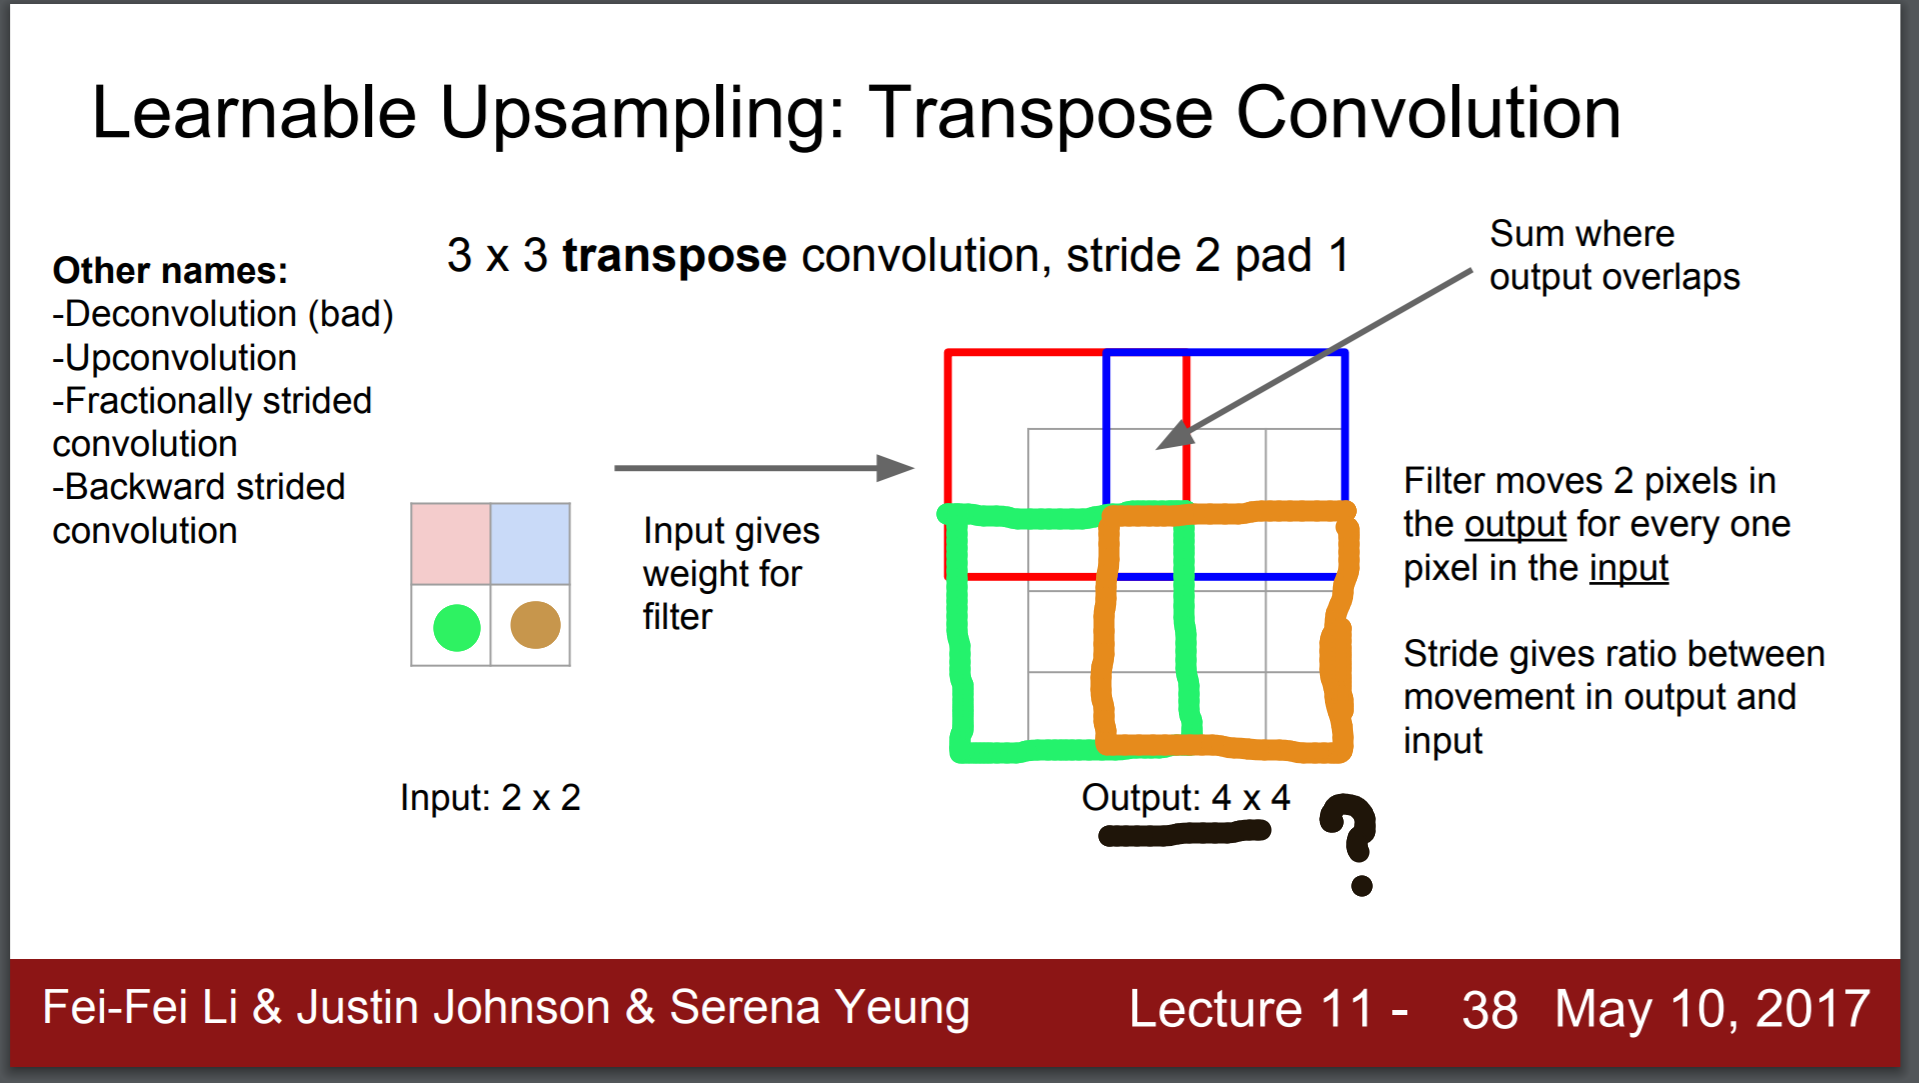 Learnable Upsampling: Transpose Convolution
Other names:
-Deconvolution (bad)
-Upconvolution
-Fractionally strided
convolution
-Backward strided
convolution
3 x 3 transpose convolution, stride 2 pad 1
Sum where
output overlaps
Input gives
weight for
filter
Filter moves 2 pixels in
the output for every one
pixel in the input
Stride gives ratio between
movement in output and
input
Input: 2 x 2
Output: 4 x 4
?
Fei-Fei Li & Justin Johnson & Serena Yeung
Lecture 11 - 38 May 10, 2017